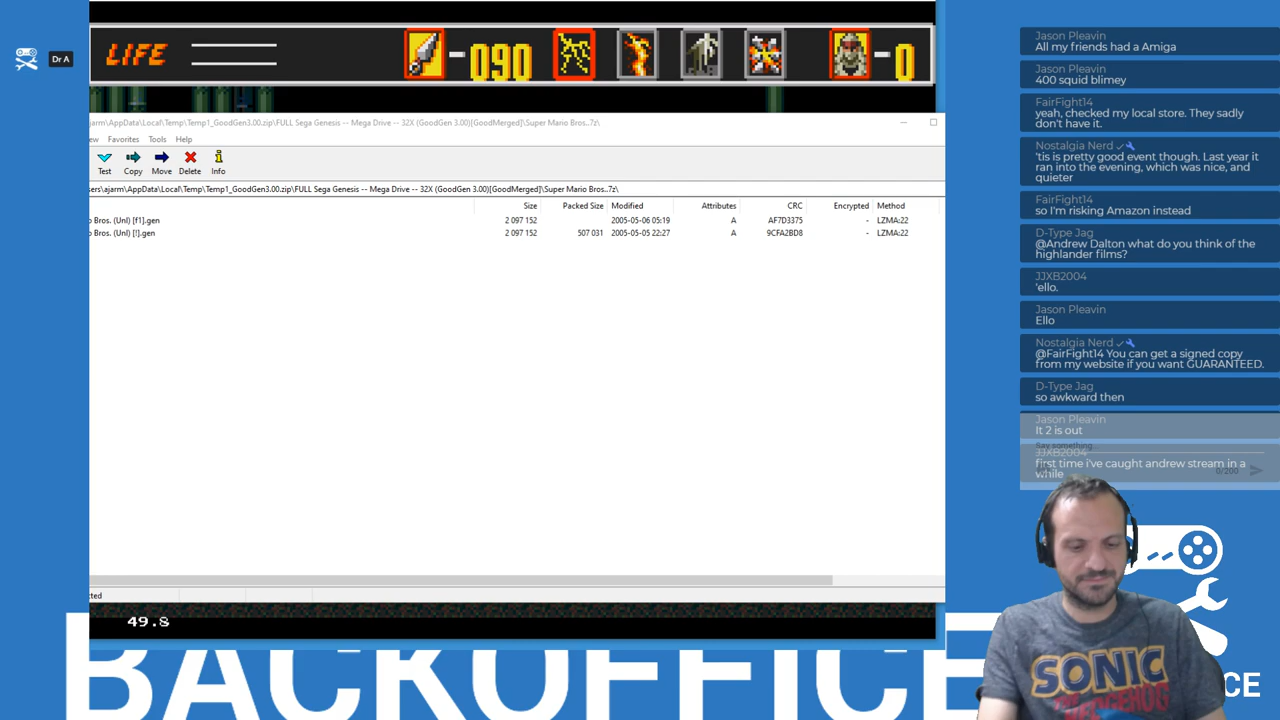 Dr A
LIFE
-090
-0
ajarm\AppData\Local\Temp\Temp1_GoodGen3.00.zip\FULL Sega Genesis -- Mega Drive -- 32X (GoodGen 3.00)[GoodMerged]\Super Mario Bros..7z\
ew Favorites Tools Help
Test Copy Move Delete Info
sers\ajarm\AppData\Local\Temp\Temp1_GoodGen3.00.zip\FULL Sega Genesis -- Mega Drive -- 32X (GoodGen 3.00)[GoodMerged]\Super Mario Bros..7z\
Size Packed Size Modified Attributes CRC Encrypted Method
o Bros. (Unl) [f1].gen 2 097 152 2005-05-06 05:19 A AF7D3375 - LZMA:22
o Bros. (Unl) [!].gen 2 097 152 507 031 2005-05-05 22:27 A 9CFA2BD8 - LZMA:22
cted
49.8
BACKOFFICE
Jason Pleavin
All my friends had a Amiga
Jason Pleavin
400 squid blimey
FairFight14
yeah, checked my local store. They sadly
don't have it.
Nostalgia Nerd
'tis is pretty good event though. Last year it
ran into the evening, which was nice, and
quieter
FairFight14
so I'm risking Amazon instead
D-Type Jag
@Andrew Dalton what do you think of the
highlander films?
JJXB2004
'ello.
Jason Pleavin
Ello
Nostalgia Nerd
@FairFight14 You can get a signed copy
from my website if you want GUARANTEED.
D-Type Jag
so awkward then
Jason Pleavin
It 2 is out
Say something...
JJXB2004
first time i've caught andrew stream in a
while
0/200
SONIC
THE HEDGEHOG
CE